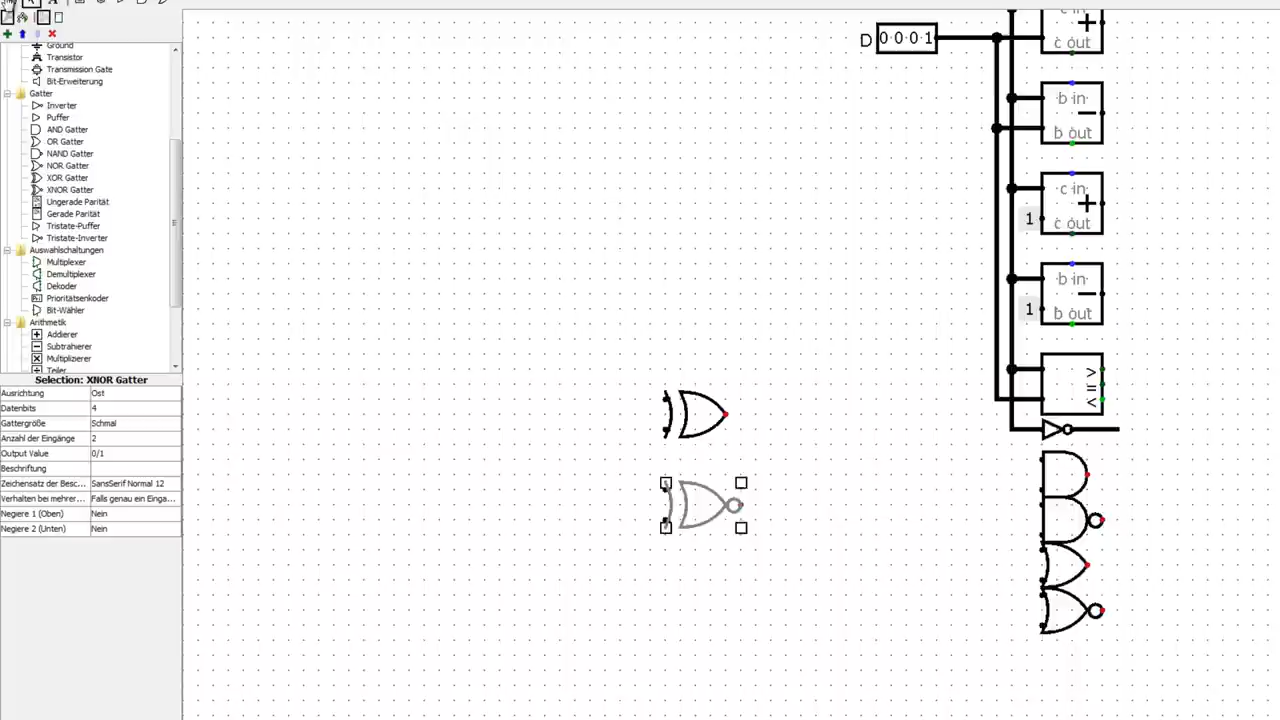 Ground
Transistor
Transmission Gate
Bit-Erweiterung
Gatter
Inverter
Puffer
AND Gatter
OR Gatter
NAND Gatter
NOR Gatter
XOR Gatter
XNOR Gatter
Ungerade Parität
Gerade Parität
Tristate-Puffer
Tristate-Inverter
Auswahlschaltungen
Multiplexer
Demultiplexer
Dekoder
Prioritätsenkoder
Bit-Wähler
Arithmetik
Addierer
Subtrahierer
Multiplizierer
Teiler
Selection: XNOR Gatter
Ausrichtung Ost
Datenbits 4
Gattergröße Schmal
Anzahl der Eingänge 2
Output Value 0/1
Beschriftung
Zeichensatz der Besc... SansSerif Normal 12
Verhalten bei mehrer... Falls genau ein Einga...
Negiere 1 (Oben) Nein
Negiere 2 (Unten) Nein
D 0 0 0 1
c in
+
c out
b in
−
b out
c in
+
1
c out
b in
−
1
b out
>
=
<